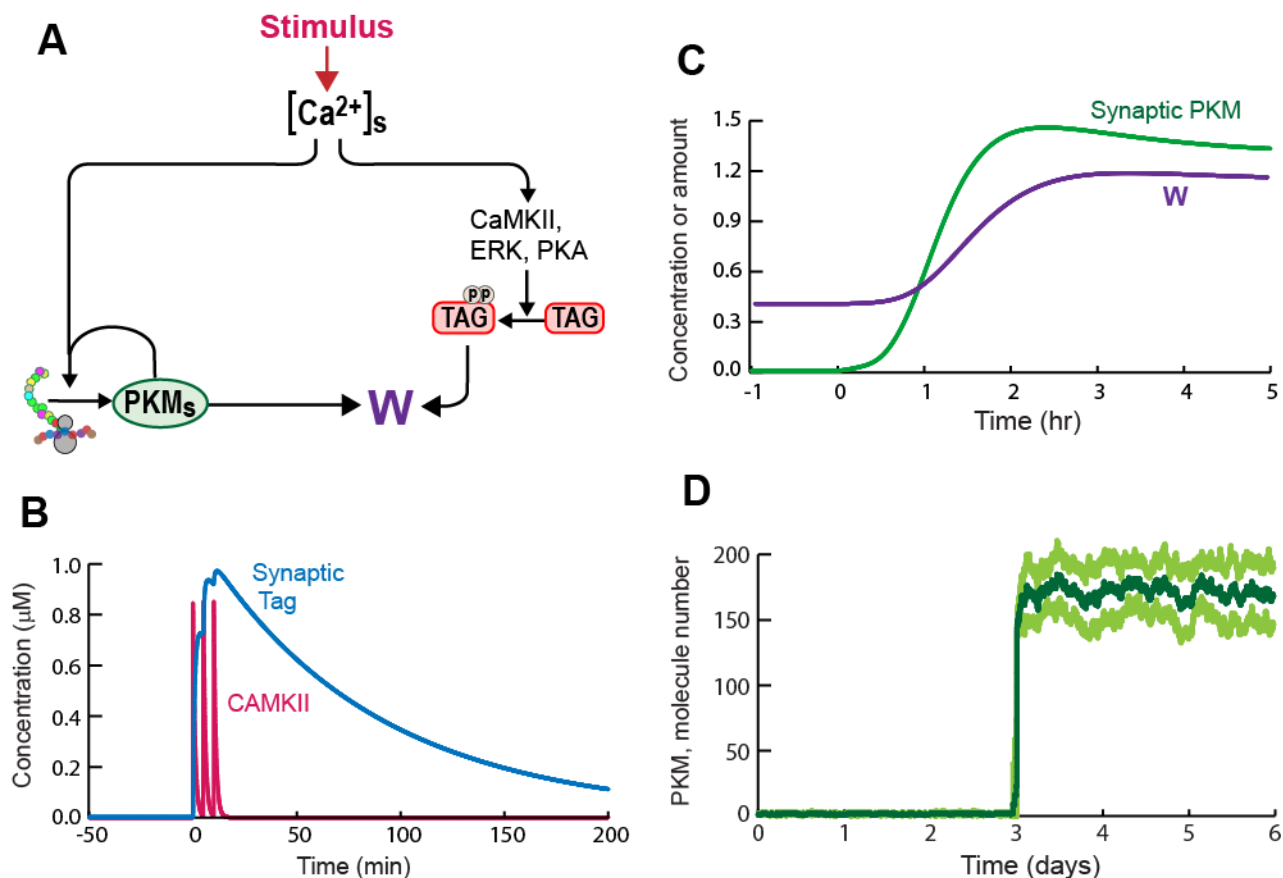 A
Stimulus
[Ca2+]s
CaMKII,
ERK, PKA
PP
TAG
TAG
PKMs
W
B
Concentration (μM)
1.0
0.8
0.6
0.4
0.2
0.0
Synaptic
Tag
CAMKII
-50
0
50
100
150
200
Time (min)
C
Concentration or amount
1.5
1.2
0.9
0.6
0.3
0.0
Synaptic PKM
W
-1
0
1
2
3
4
5
Time (hr)
D
PKM, molecule number
200
150
100
50
0
0
1
2
3
4
5
6
Time (days)